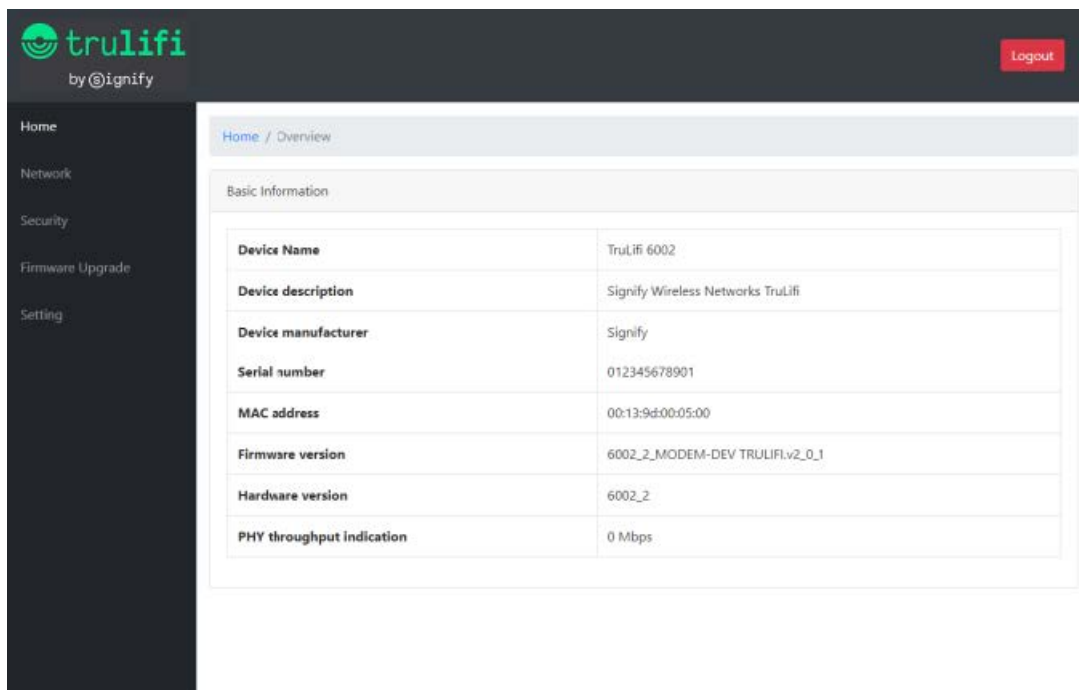 trulifi
by Signify
Logout
Home
Network
Security
Firmware Upgrade
Setting
Home / Overview
Basic Information
Device Name TruLifi 6002
Device description Signify Wireless Networks TruLifi
Device manufacturer Signify
Serial number 012345678901
MAC address 00:13:9d:00:05:00
Firmware version 6002_2_MODEM-DEV TRULIFI.v2_0_1
Hardware version 6002_2
PHY throughput indication 0 Mbps